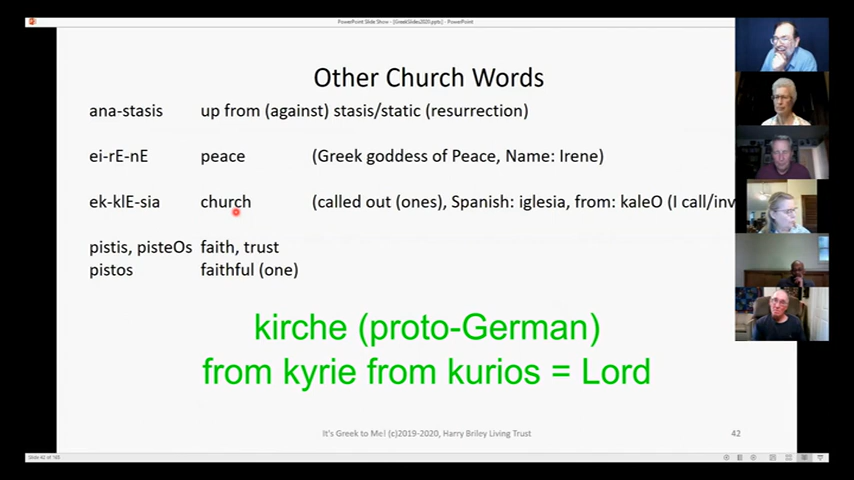 PowerPoint Slide Show - [GreekSlides2020.pptx] - PowerPoint
Other Church Words
ana-stasis up from (against) stasis/static (resurrection)
ei-rE-nE peace (Greek goddess of Peace, Name: Irene)
ek-klE-sia church (called out (ones), Spanish: iglesia, from: kaleO (I call/inv
pistis, pisteOs faith, trust
pistos faithful (one)
kirche (proto-German)
from kyrie from kurios = Lord
It's Greek to Me! (c)2019-2020, Harry Briley Living Trust 42